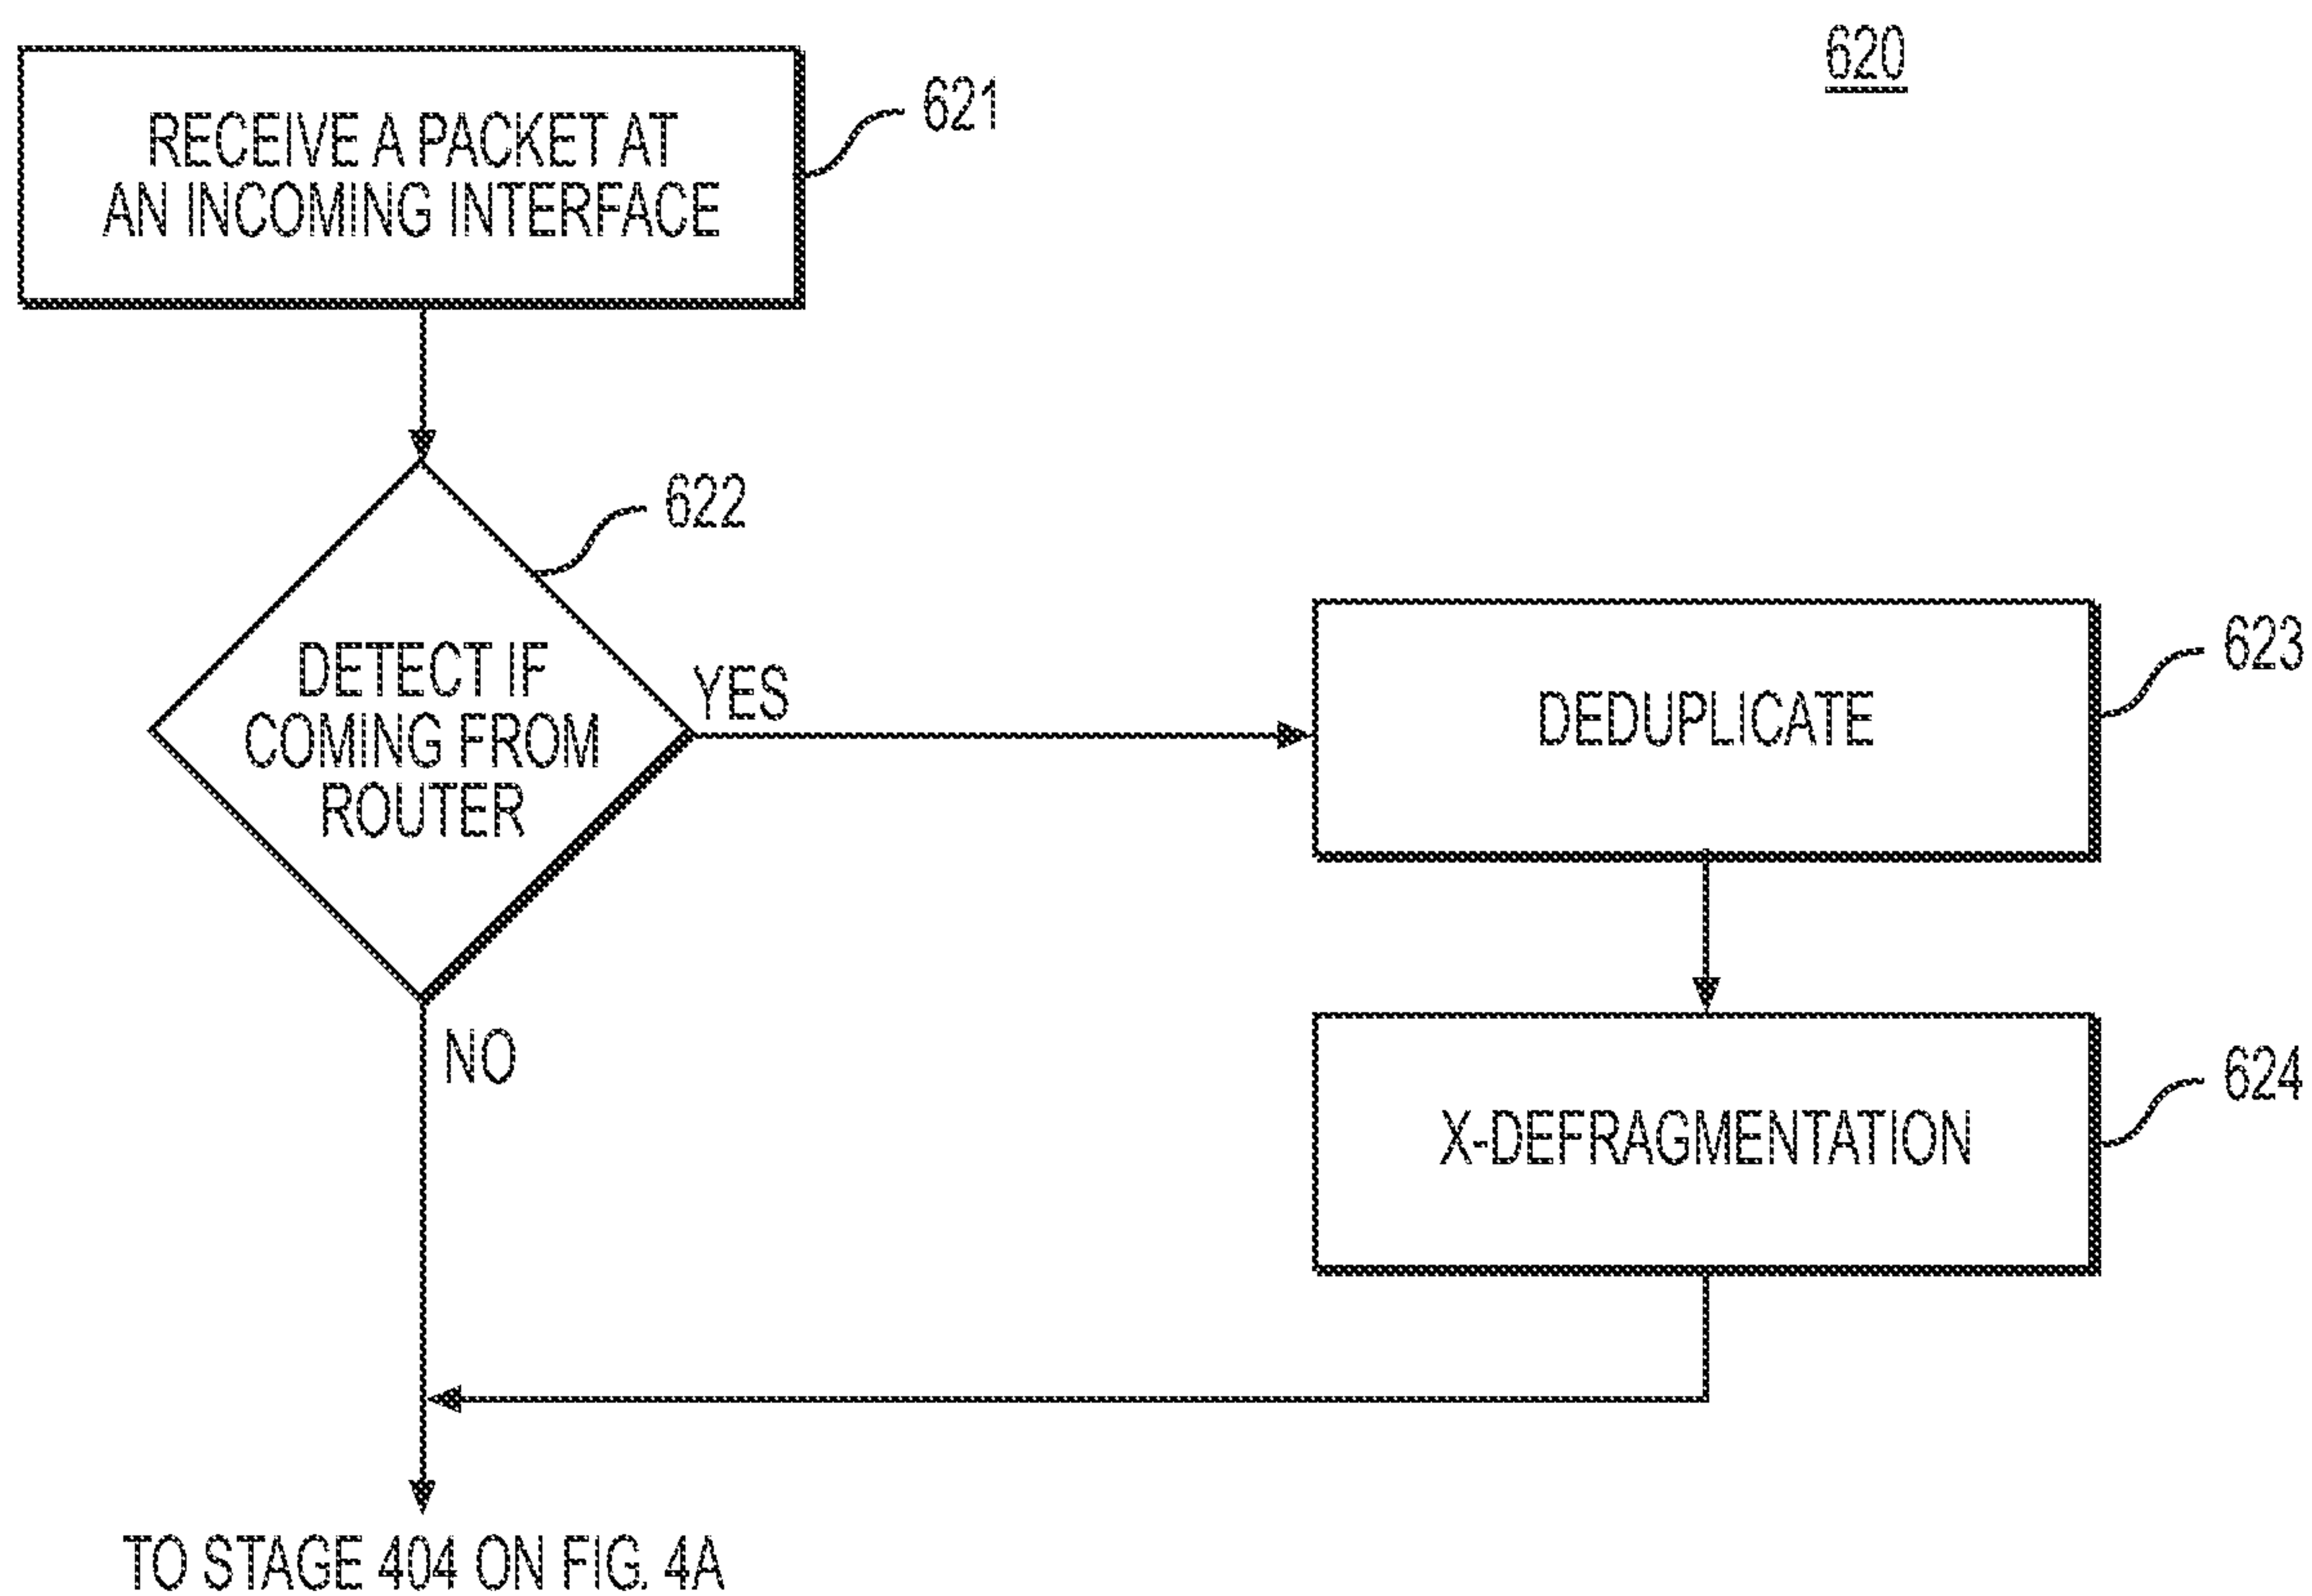 620
RECEIVE A PACKET AT
AN INCOMING INTERFACE
621
622
DETECT IF
COMING FROM
ROUTER
YES
NO
DEDUPLICATE
623
X-DEFRAGMENTATION
624
TO STAGE 404 ON FIG. 4A